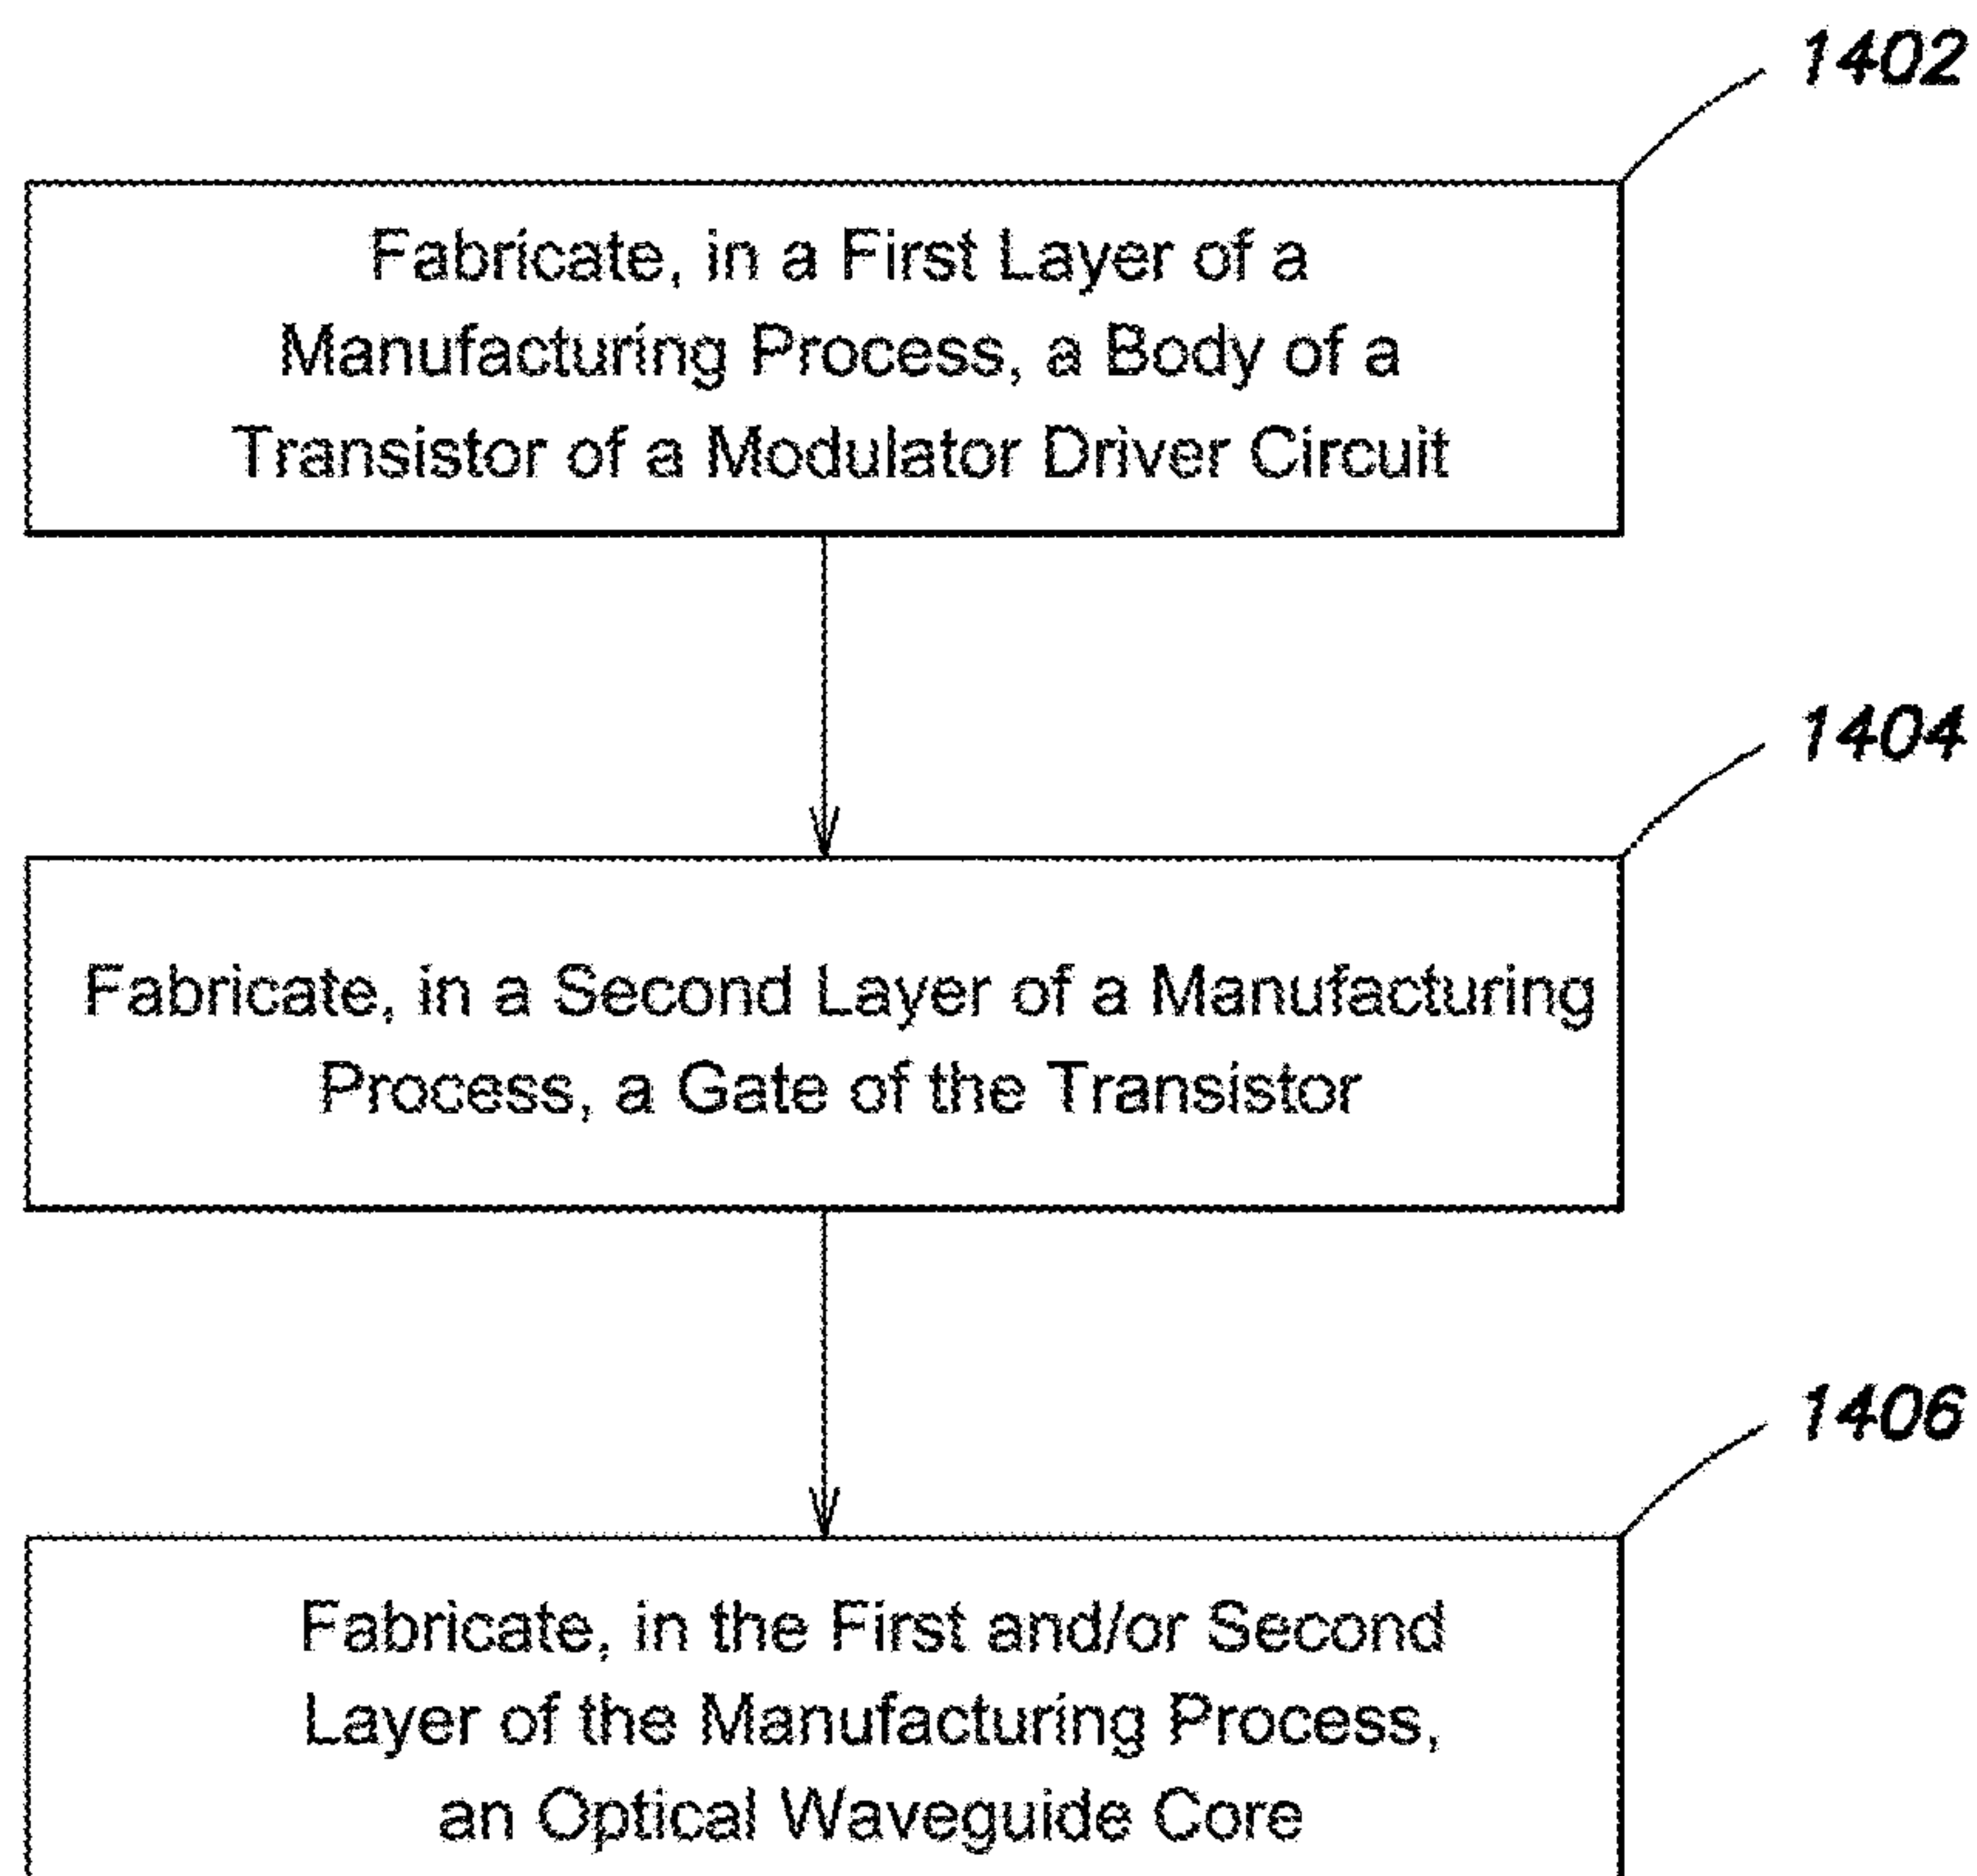 1402
Fabricate, in a First Layer of a
Manufacturing Process, a Body of a
Transistor of a Modulator Driver Circuit
1404
Fabricate, in a Second Layer of a Manufacturing
Process, a Gate of the Transistor
1406
Fabricate, in the First and/or Second
Layer of the Manufacturing Process,
an Optical Waveguide Core